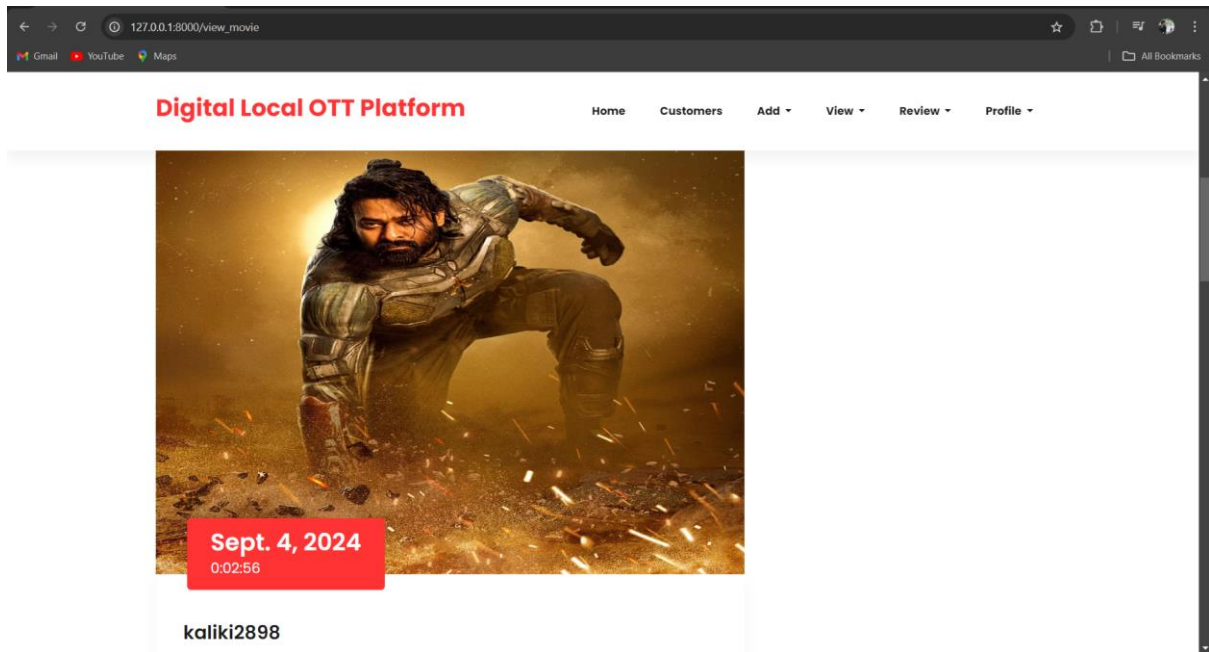 127.0.0.1:8000/view_movie
Gmail YouTube Maps All Bookmarks
Digital Local OTT Platform Home Customers Add View Review Profile
Sept. 4, 2024
0:02:56
kaliki2898